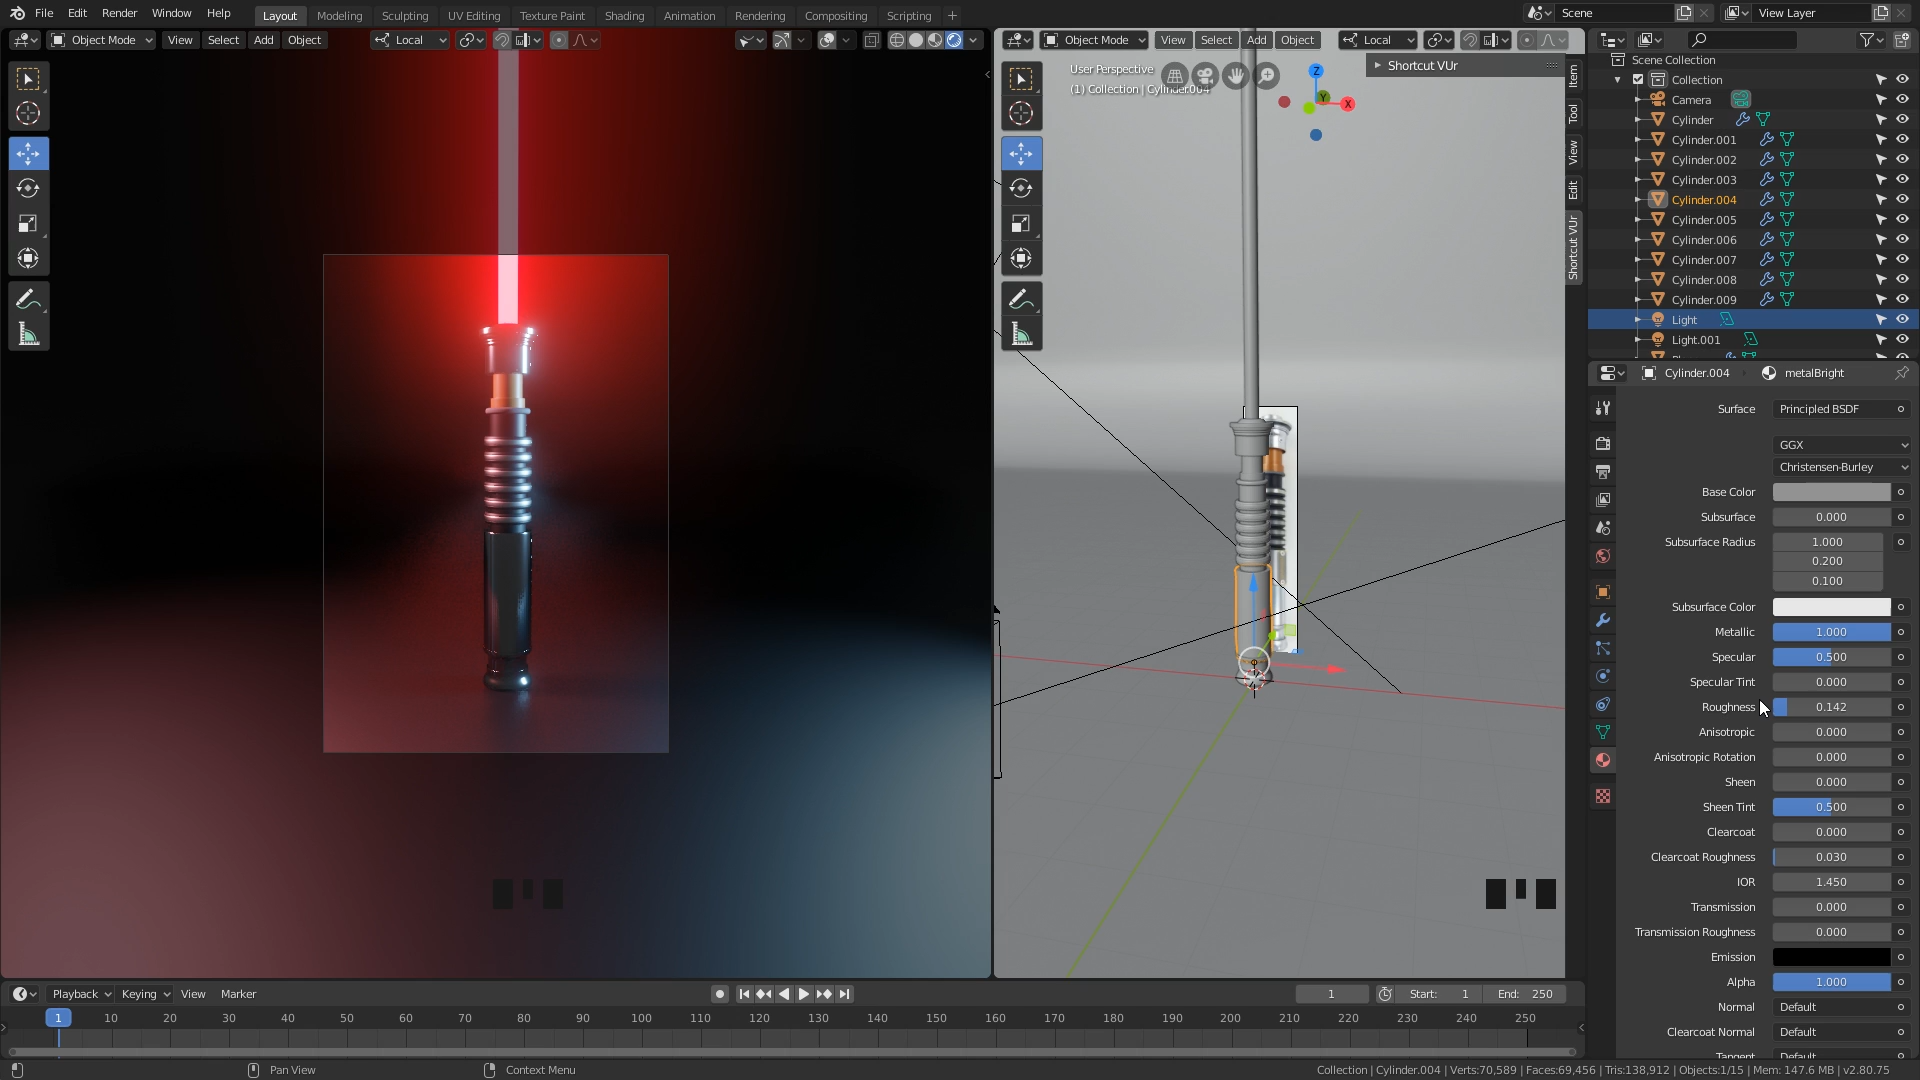 File Edit Render Window Help Layout Modeling Sculpting UV Editing Texture Paint Shading Animation Rendering Compositing Scripting + Scene View Layer
Object Mode View Select Add Object Local
Object Mode View Select Add Object Local
User Perspective
(1) Collection | Cylinder.004
Shortcut VUr
Z
Y
X
Item
Tool
View
Edit
Shortcut VUr
Scene Collection
Collection
Camera
Cylinder
Cylinder.001
Cylinder.002
Cylinder.003
Cylinder.004
Cylinder.005
Cylinder.006
Cylinder.007
Cylinder.008
Cylinder.009
Light
Light.001
Cylinder.004 metalBright
Surface Principled BSDF
GGX
Christensen-Burley
Base Color
Subsurface 0.000
Subsurface Radius 1.000
0.200
0.100
Subsurface Color
Metallic 1.000
Specular 0.500
Specular Tint 0.000
Roughness 0.142
Anisotropic 0.000
Anisotropic Rotation 0.000
Sheen 0.000
Sheen Tint 0.500
Clearcoat 0.000
Clearcoat Roughness 0.030
IOR 1.450
Transmission 0.000
Transmission Roughness 0.000
Emission
Alpha 1.000
Normal Default
Clearcoat Normal Default
Tangent Default
Playback Keying View Marker 1 Start: 1 End: 250
1 10 20 30 40 50 60 70 80 90 100 110 120 130 140 150 160 170 180 190 200 210 220 230 240 250
Pan View Context Menu Collection | Cylinder.004 | Verts:70,589 | Faces:69,456 | Tris:138,912 | Objects:1/15 | Mem: 147.6 MB | v2.80.75